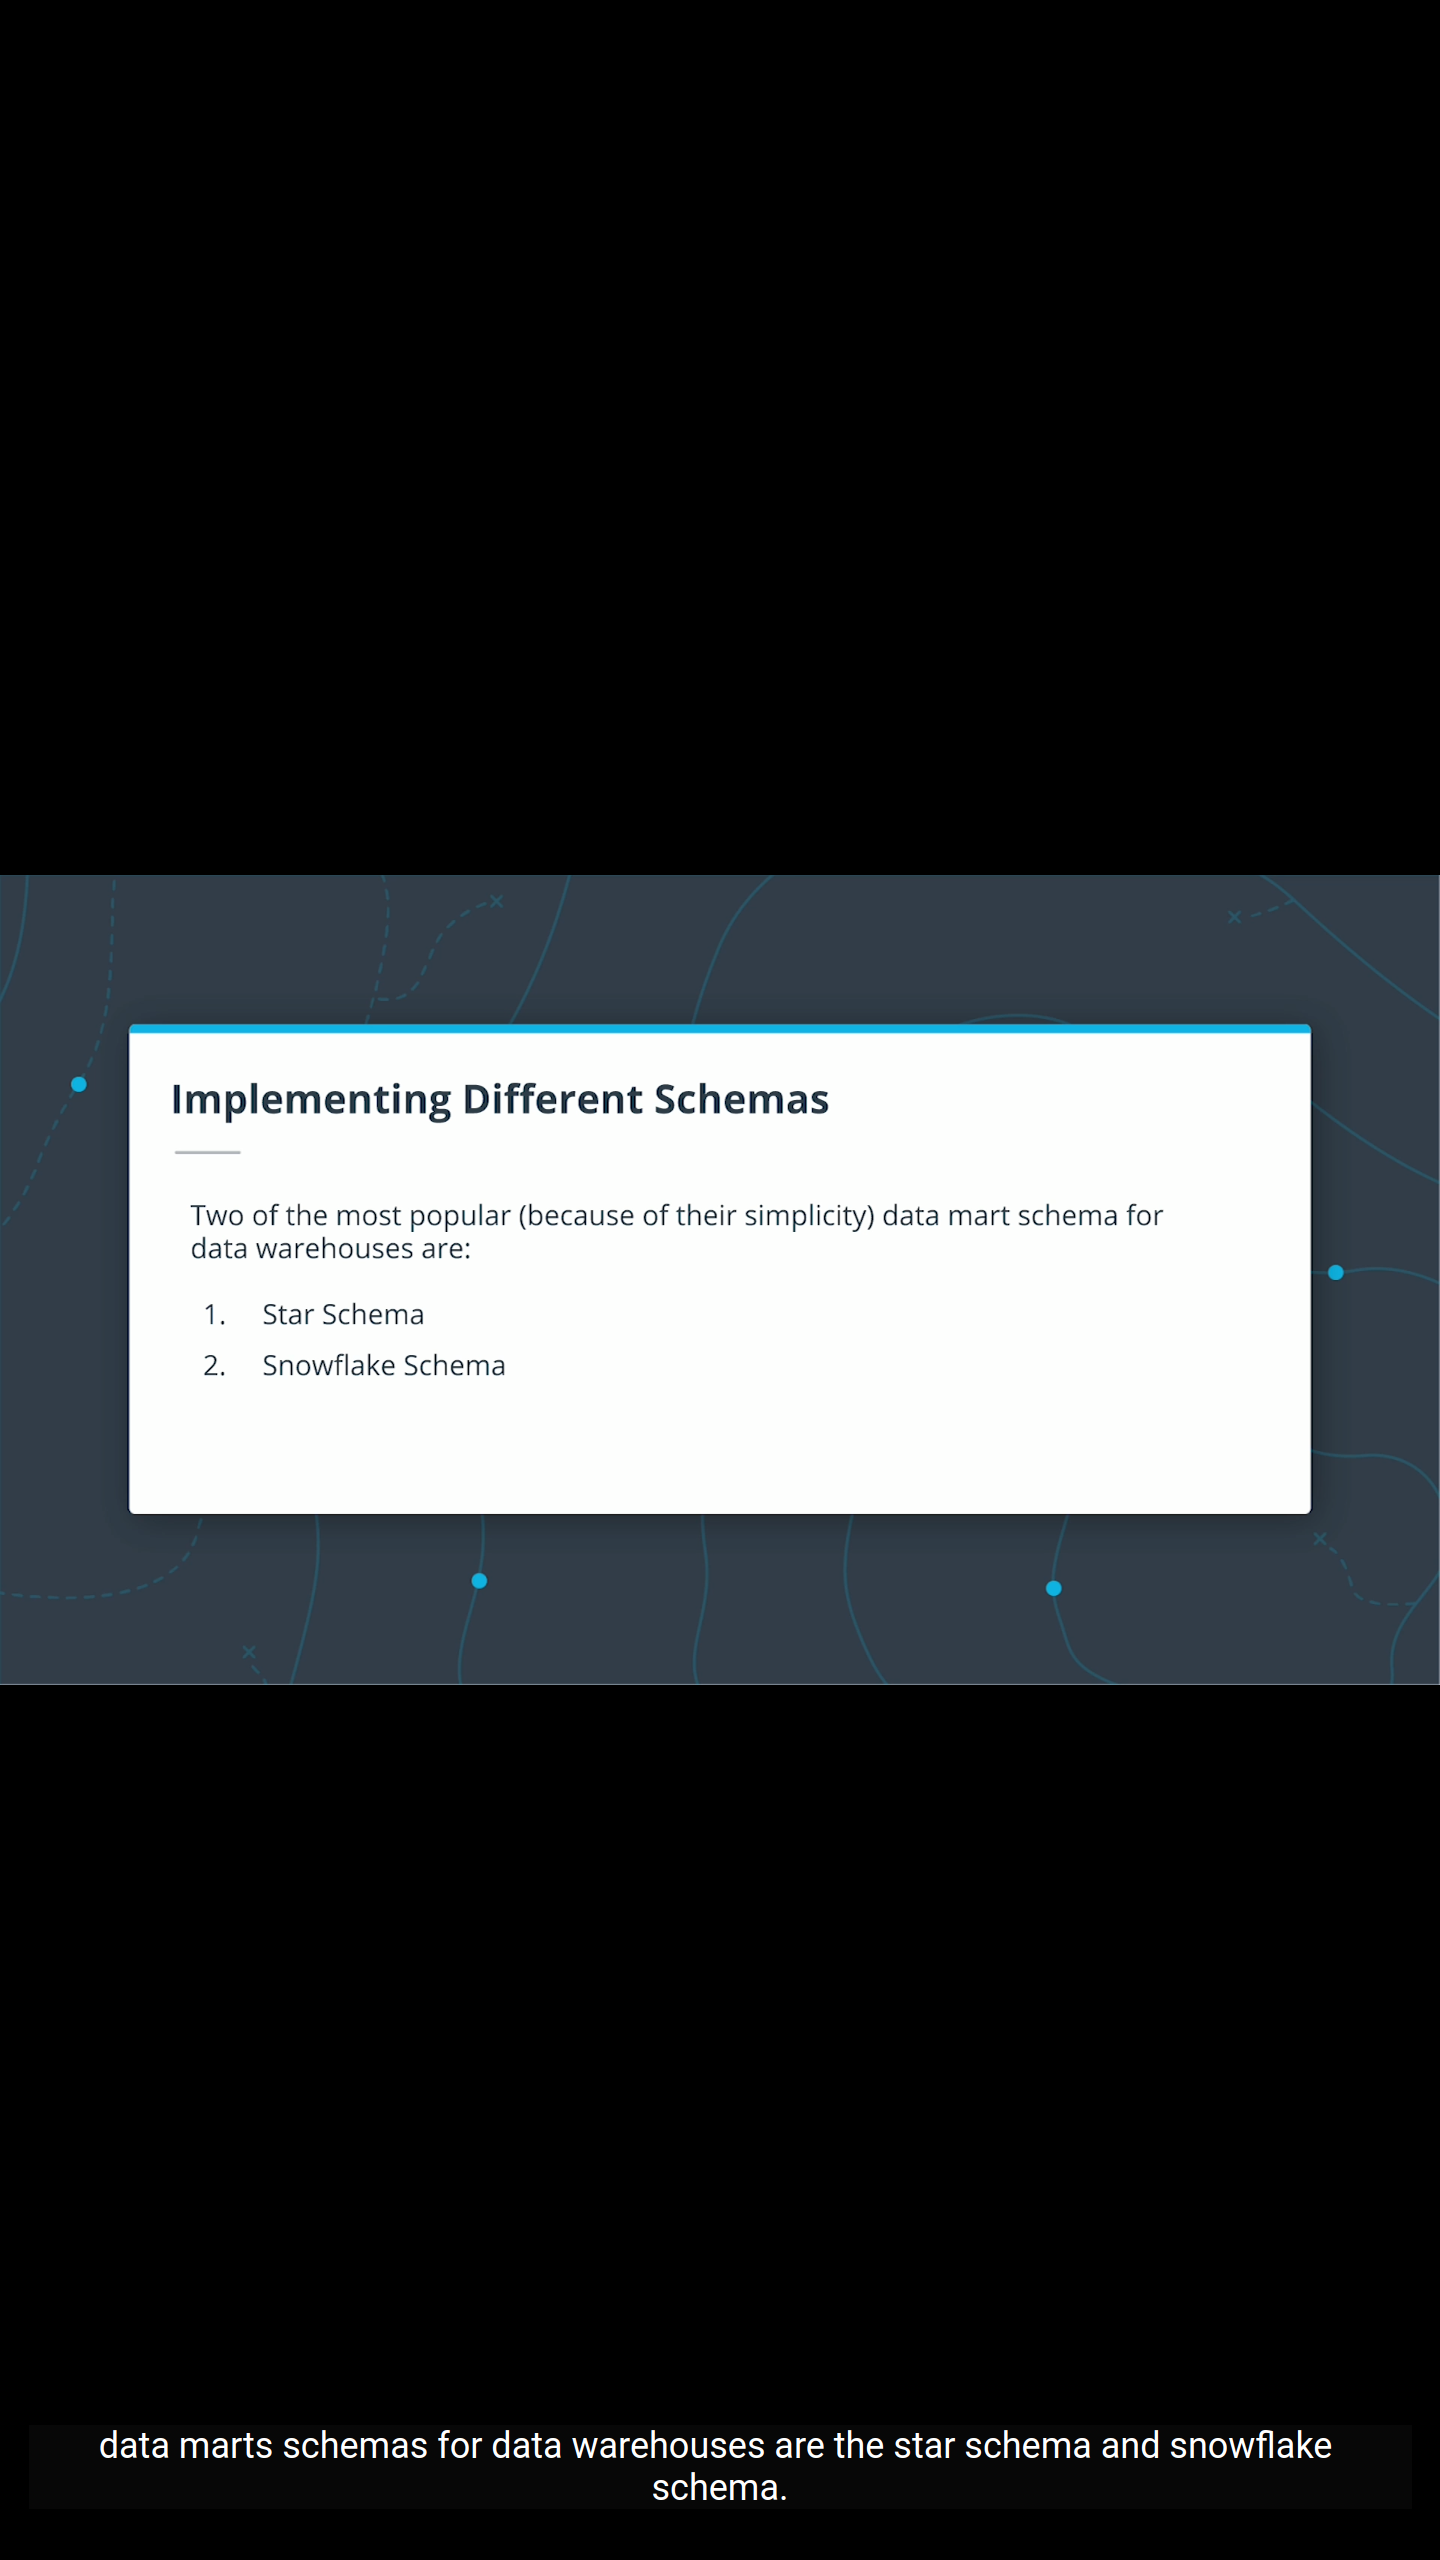 Implementing Different Schemas
Two of the most popular (because of their simplicity) data mart schema for
data warehouses are:
1. Star Schema
2. Snowflake Schema
data marts schemas for data warehouses are the star schema and snowflake
schema.